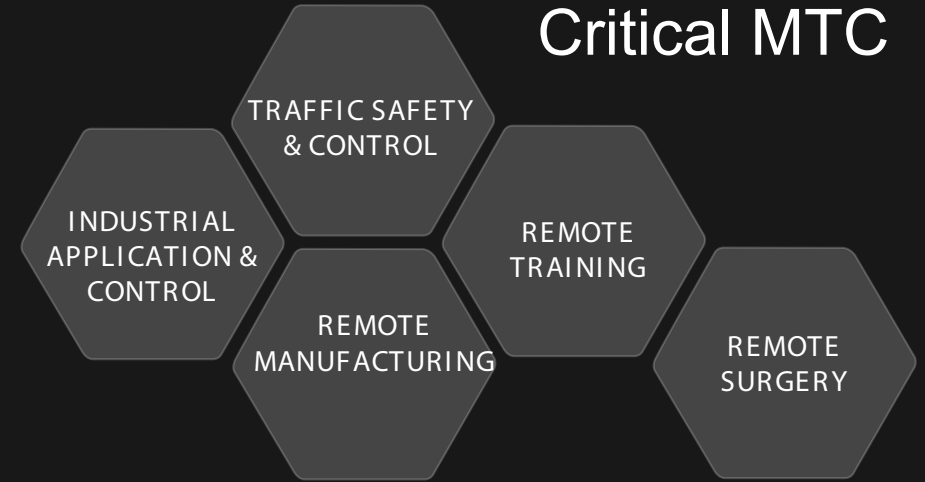 Critical MTC
TRAFFIC SAFETY
& CONTROL
INDUSTRIAL
APPLICATION &
CONTROL
REMOTE
TRAINING
REMOTE
MANUFACTURING
REMOTE
SURGERY